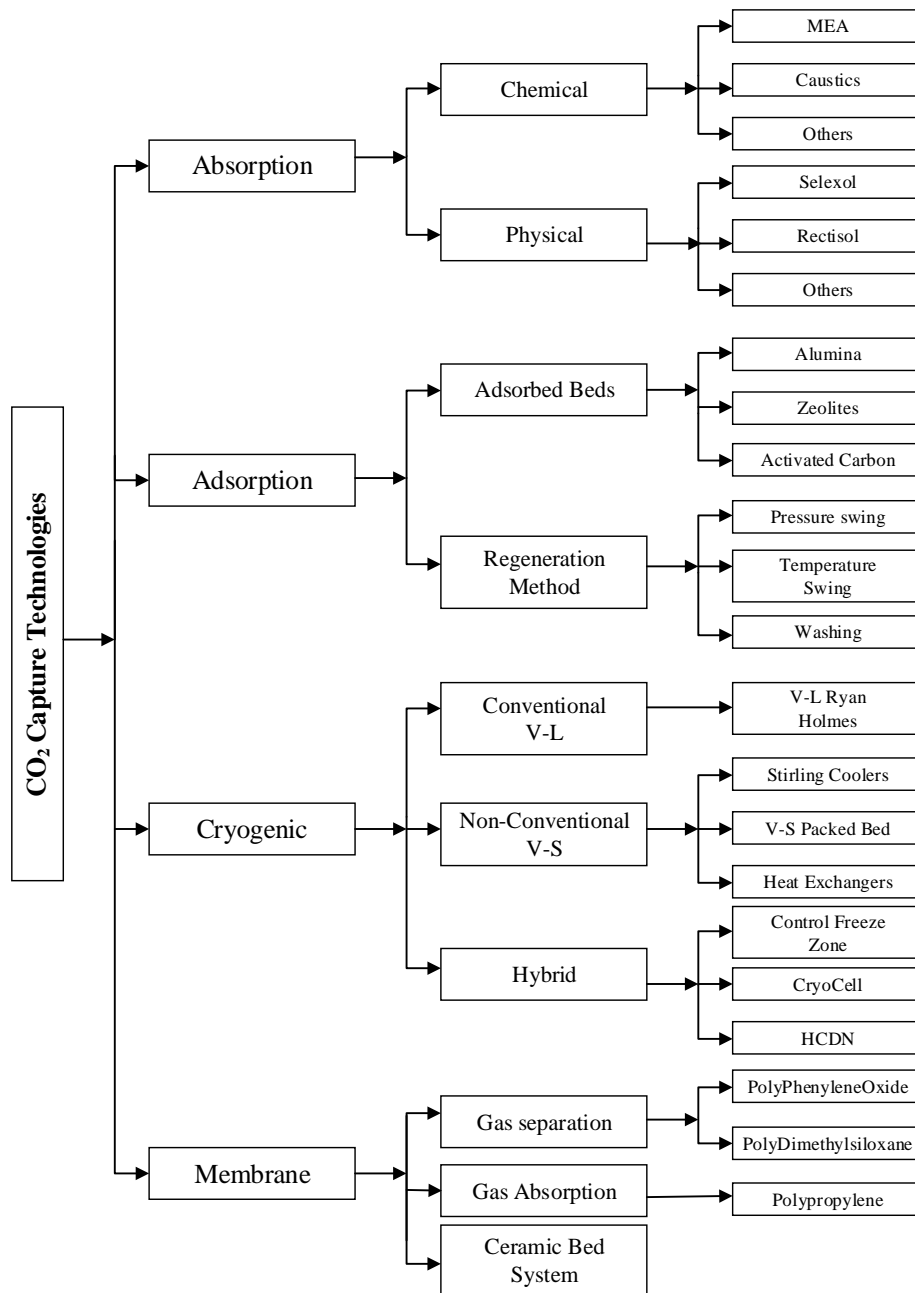 CO₂ Capture Technologies
Absorption
Chemical
MEA
Caustics
Others
Physical
Selexol
Rectisol
Others
Adsorption
Adsorbed Beds
Alumina
Zeolites
Activated Carbon
Regeneration
Method
Pressure swing
Temperature
Swing
Washing
Cryogenic
Conventional
V-L
V-L Ryan
Holmes
Non-Conventional
V-S
Stirling Coolers
V-S Packed Bed
Heat Exchangers
Hybrid
Control Freeze
Zone
CryoCell
HCDN
Membrane
Gas separation
PolyPhenyleneOxide
PolyDimethylsiloxane
Gas Absorption
Polypropylene
Ceramic Bed
System